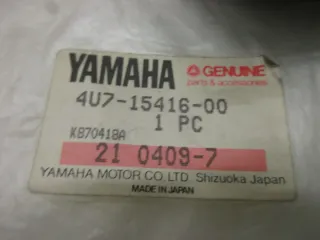 YAMAHA GENUINE
parts & accessories
4U7-15416-00
1 PC
K870418A
21 0409-7
YAMAHA MOTOR CO., LTD. Shizuoka Japan
MADE IN JAPAN